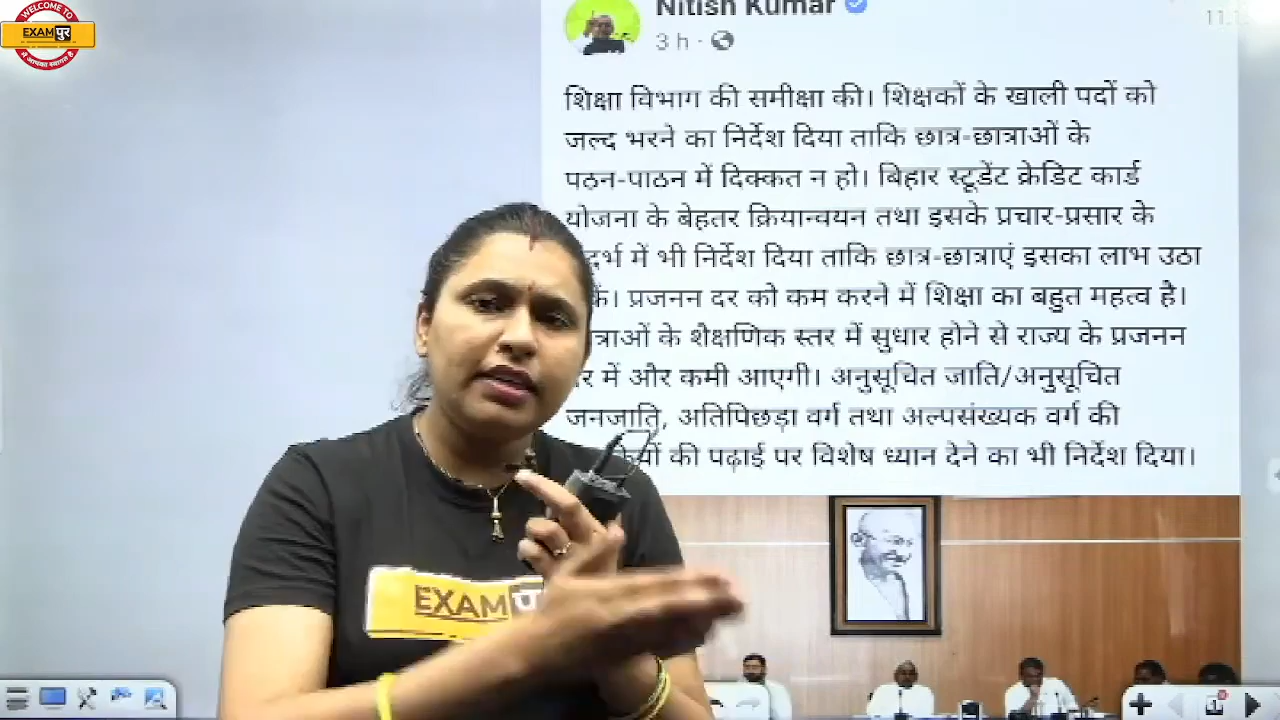 WELCOME TO
EXAMपुर
में आपका स्वागत है
Nitish Kumar
3 h ·
शिक्षा विभाग की समीक्षा की। शिक्षकों के खाली पदों को
जल्द भरने का निर्देश दिया ताकि छात्र-छात्राओं के
पठन-पाठन में दिक्कत न हो। बिहार स्टूडेंट क्रेडिट कार्ड
योजना के बेहतर क्रियान्वयन तथा इसके प्रचार-प्रसार के
में भी निर्देश दिया ताकि छात्र-छात्राएं इसका लाभ उठा
प्रजनन दर को कम करने में शिक्षा का बहुत महत्व है।
के शैक्षणिक स्तर में सुधार होने से राज्य के प्रजनन
में और कमी आएगी। अनुसूचित जाति/अनुसूचित
जनजाति, अतिपिछड़ा वर्ग तथा अल्पसंख्यक वर्ग की
की पढ़ाई पर विशेष ध्यान देने का भी निर्देश दिया।
EXAM